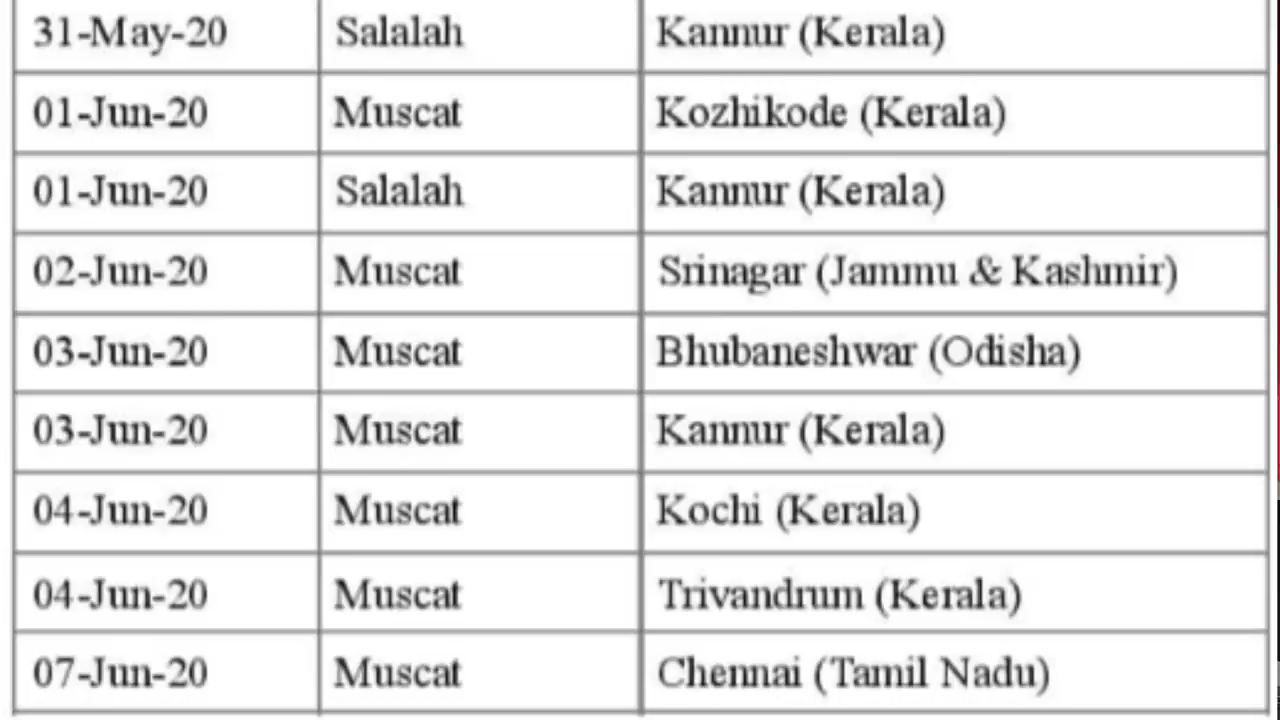 31-May-20 Salalah Kannur (Kerala)
01-Jun-20 Muscat Kozhikode (Kerala)
01-Jun-20 Salalah Kannur (Kerala)
02-Jun-20 Muscat Srinagar (Jammu & Kashmir)
03-Jun-20 Muscat Bhubaneshwar (Odisha)
03-Jun-20 Muscat Kannur (Kerala)
04-Jun-20 Muscat Kochi (Kerala)
04-Jun-20 Muscat Trivandrum (Kerala)
07-Jun-20 Muscat Chennai (Tamil Nadu)